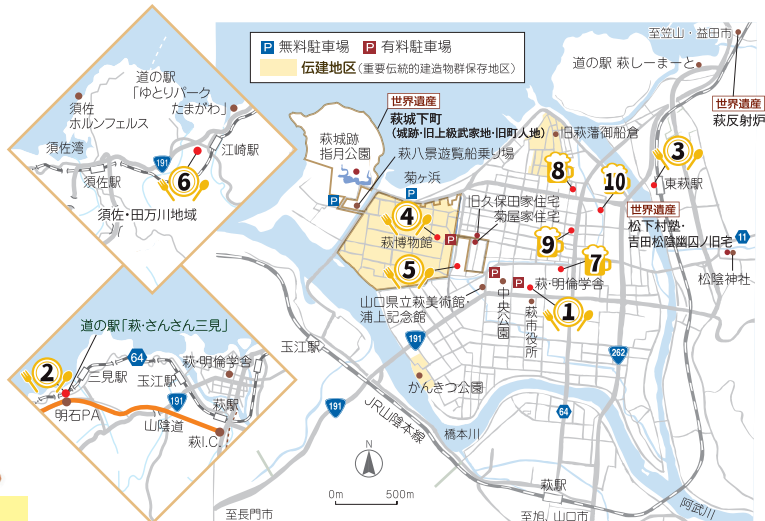 P 無料駐車場 P 有料駐車場
伝建地区（重要伝統的建造物群保存地区）
至笠山・益田市
道の駅 萩しーまーと
世界遺産
萩反射炉
道の駅
「ゆとりパーク
たまがわ」
須佐
ホルンフェルス
須佐湾
須佐駅
191
江崎駅
6
須佐・田万川地域
世界遺産
萩城下町
（城跡・旧上級武家地・旧町人地）
萩城跡
指月公園
萩八景遊覧船乗り場
菊ヶ浜
P
P
旧萩藩御船倉
8
10
3
東萩駅
世界遺産
松下村塾・
吉田松陰幽囚ノ旧宅
11
松陰神社
旧久保田家住宅
菊屋家住宅
4
萩博物館
P
5
9
7
萩・明倫学舎
P
P
1
山口県立萩美術館・
浦上記念館
中央公園
萩市役所
191
262
かんきつ公園
玉江駅
191
JR山陰本線
橋本川
64
萩駅
阿武川
N
0m 500m
至長門市
至旭、山口市
道の駅「萩・さんさん三見」
2
64
三見駅
玉江駅
萩・明倫学舎
191
萩駅
明石PA
山陰道
萩I.C.